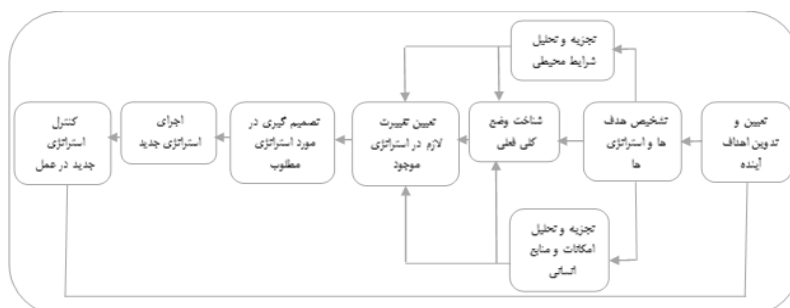 تجزیه و تحلیل
شرایط محیطی
تعیین و
تدوین اهداف
آینده
تشخیص هدف
ها و استراتژی
ها
شناخت وضع
کلی فعلی
تعیین تغییرت
لازم در استراتژی
موجود
تصمیم گیری در
مورد استراتژی
مطلوب
اجرای
استراتژی جدید
کنترل
استراتژی
جدید در عمل
تجزیه و تحلیل
امکانات و منابع
انسانی